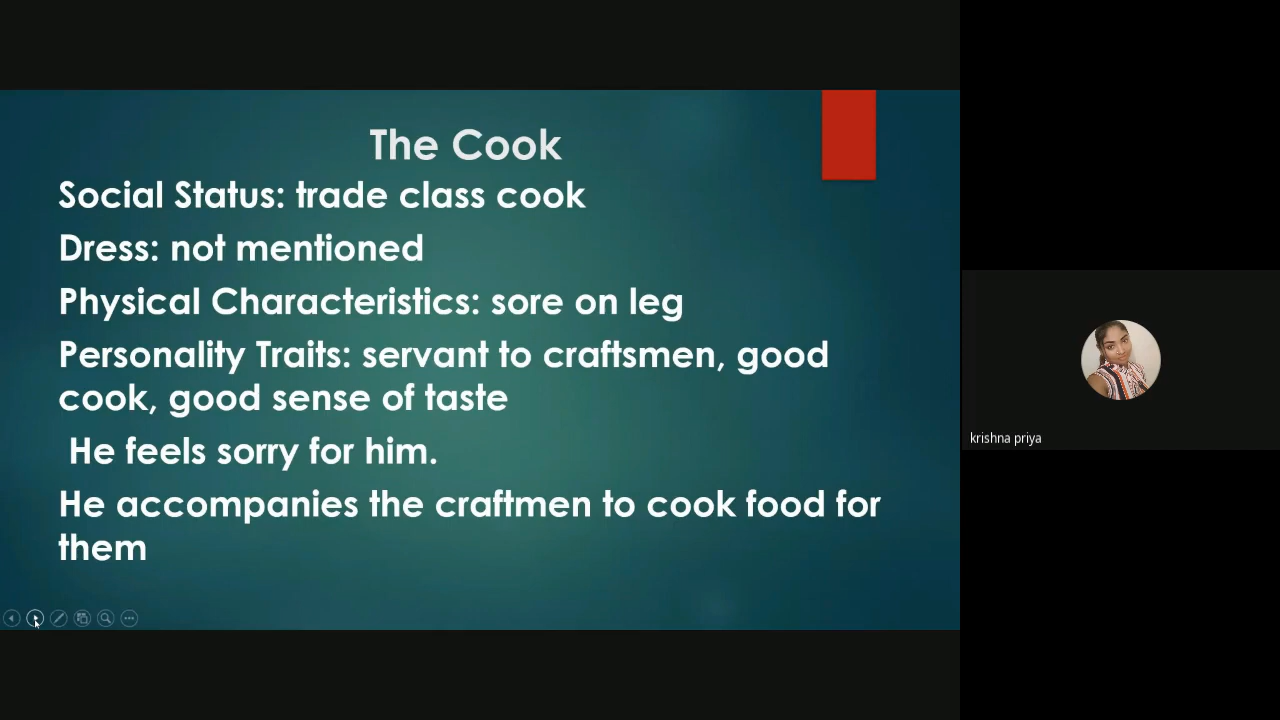 The Cook
Social Status: trade class cook
Dress: not mentioned
Physical Characteristics: sore on leg
Personality Traits: servant to craftsmen, good
cook, good sense of taste
He feels sorry for him.
He accompanies the craftmen to cook food for
them
krishna priya